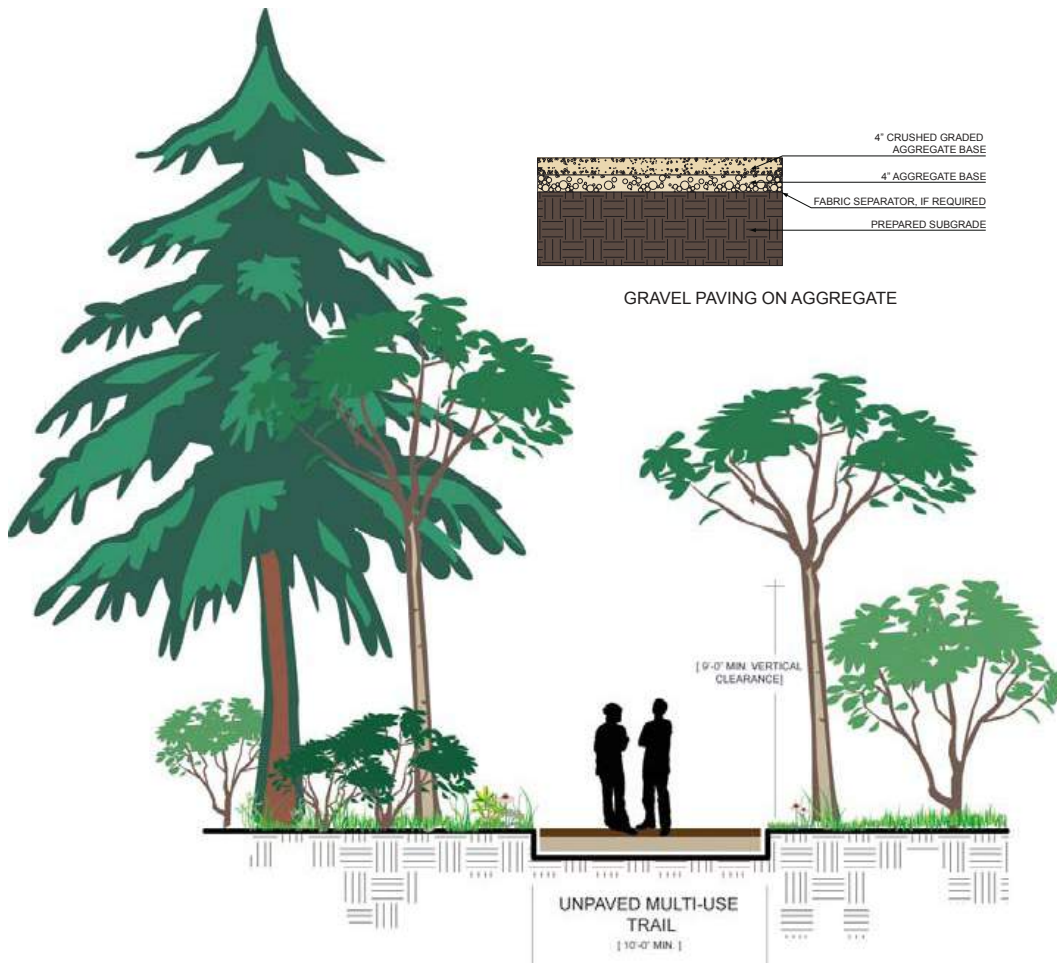 4" CRUSHED GRADED
AGGREGATE BASE
4" AGGREGATE BASE
FABRIC SEPARATOR, IF REQUIRED
PREPARED SUBGRADE
GRAVEL PAVING ON AGGREGATE
[ 9'-0" MIN. VERTICAL
CLEARANCE]
UNPAVED MULTI-USE
TRAIL
[ 10'-0" MIN. ]